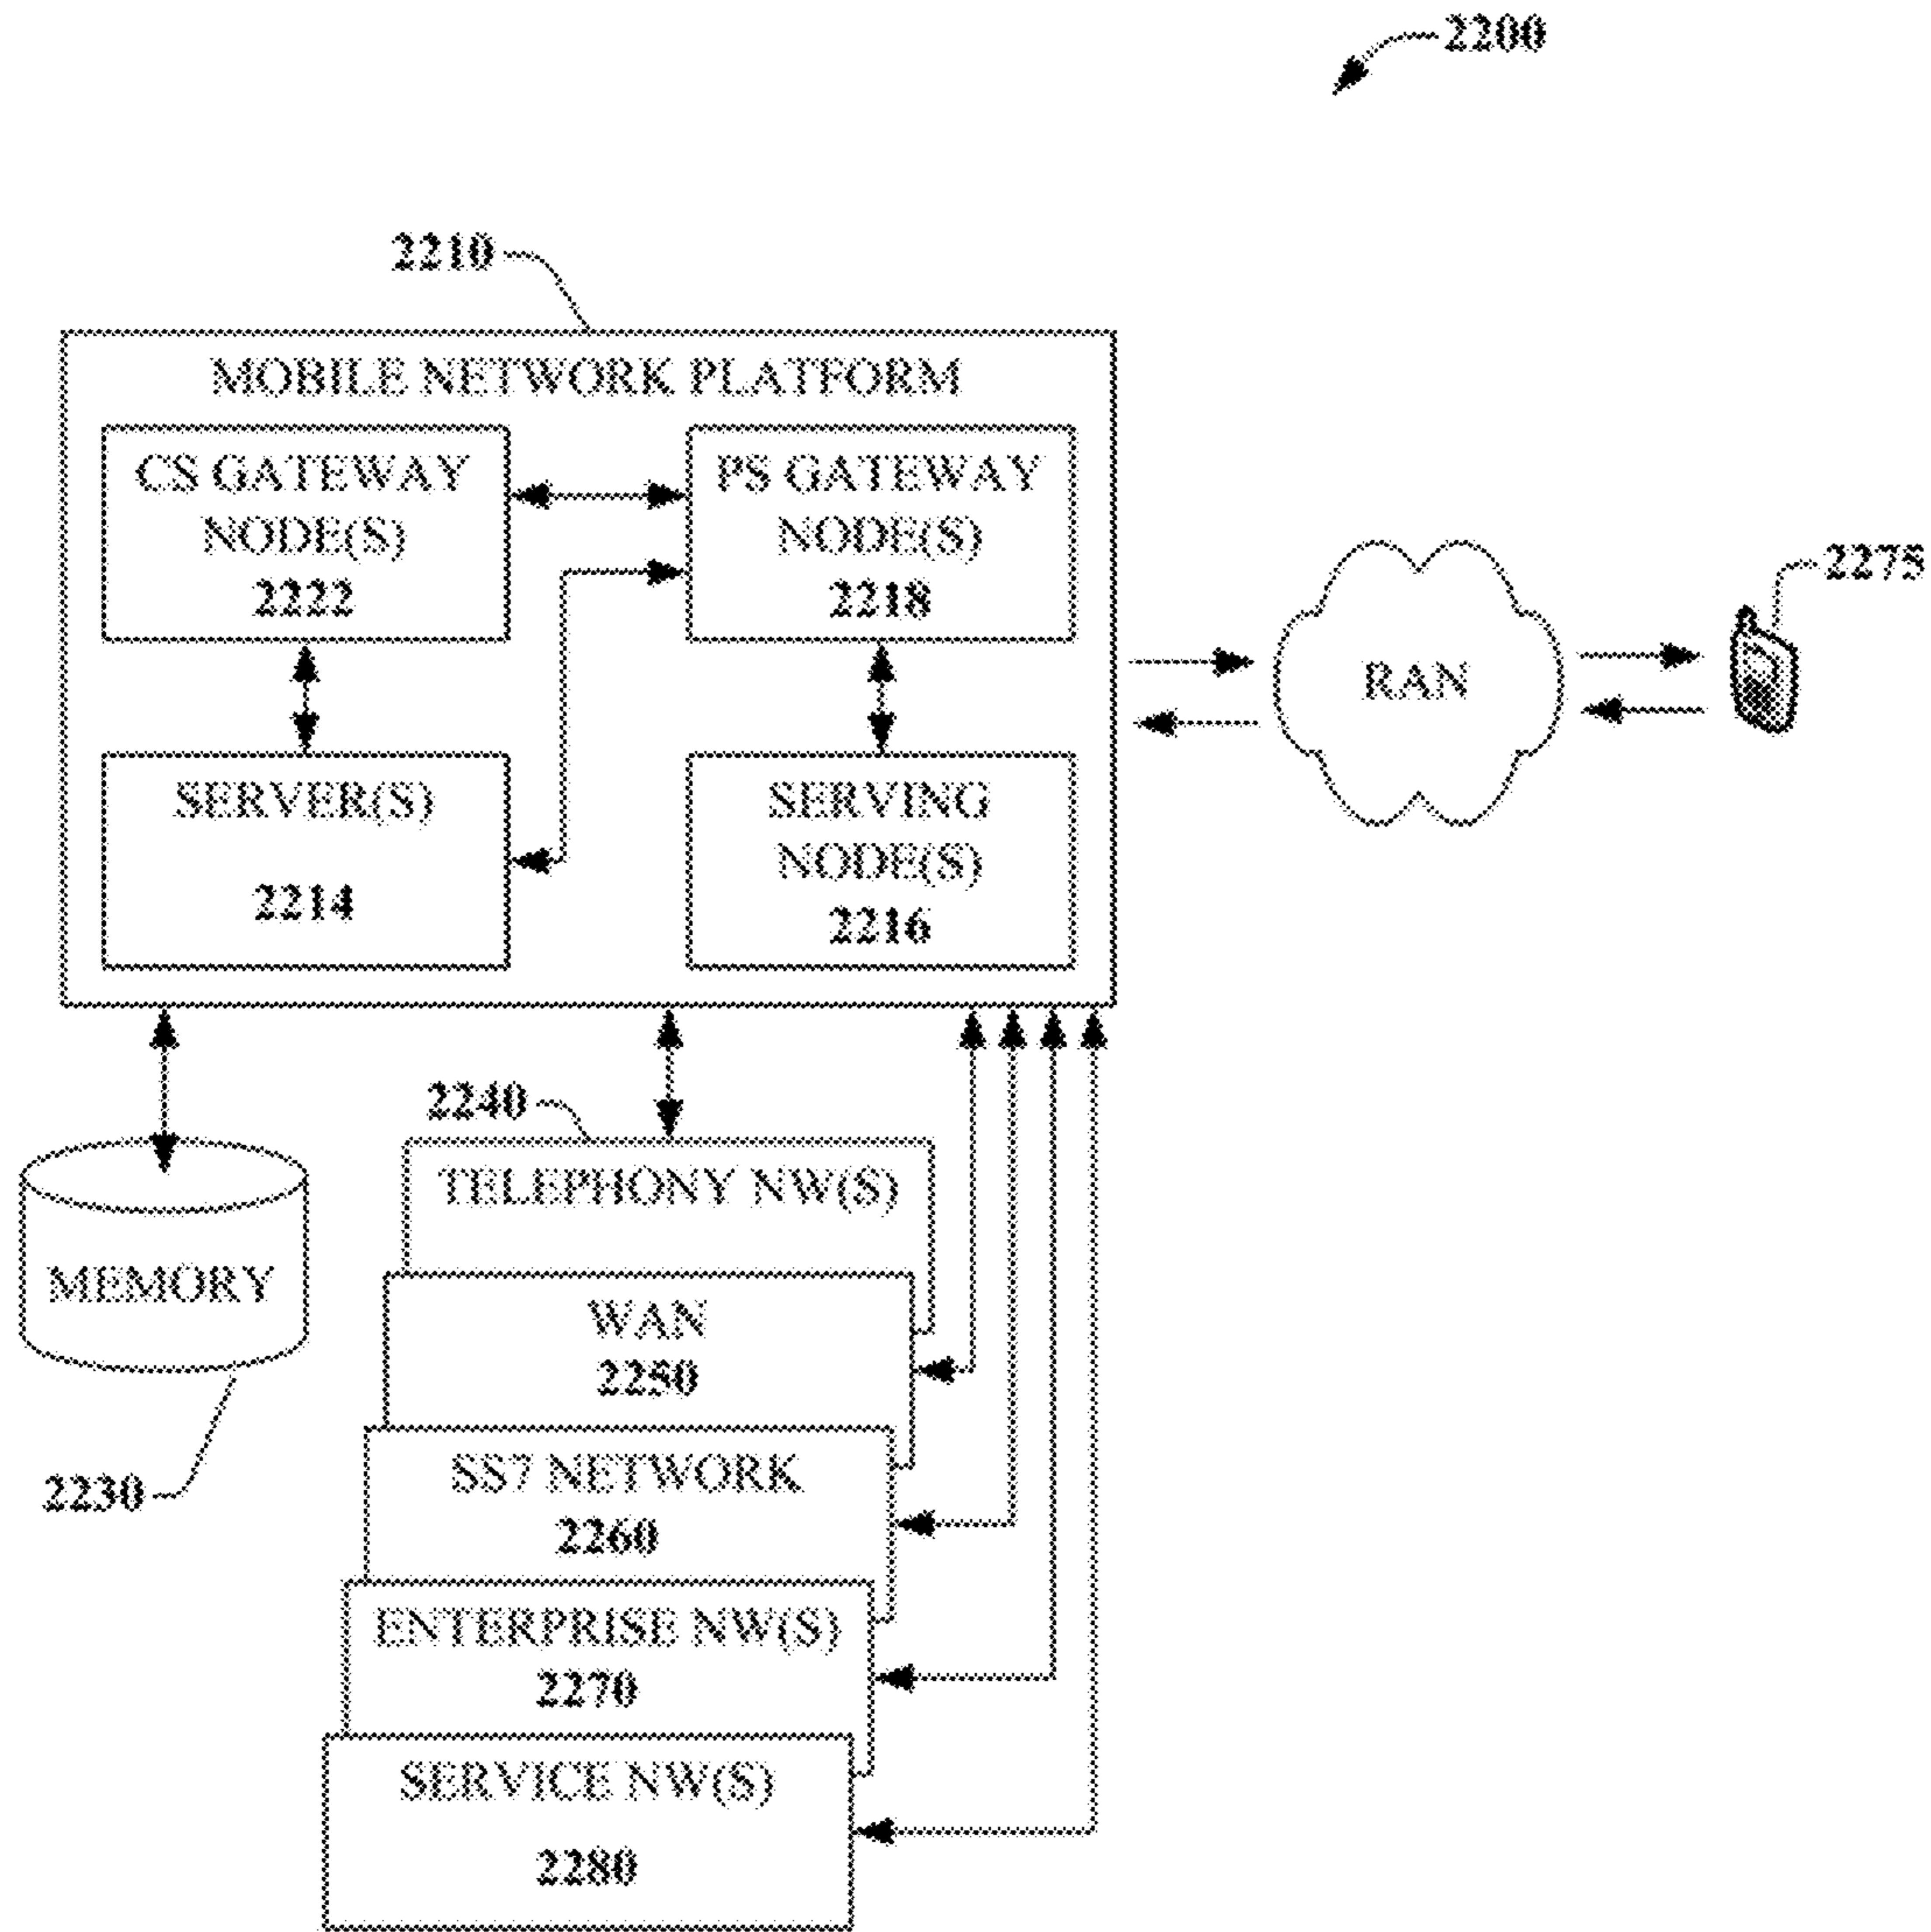 2200
2210
MOBILE NETWORK PLATFORM
CS GATEWAY
NODE(S)
2222
PS GATEWAY
NODE(S)
2218
SERVER(S)
2214
SERVING
NODE(S)
2216
RAN
2275
2240
TELEPHONY NW(S)
MEMORY
2230
WAN
2250
SS7 NETWORK
2260
ENTERPRISE NW(S)
2270
SERVICE NW(S)
2280